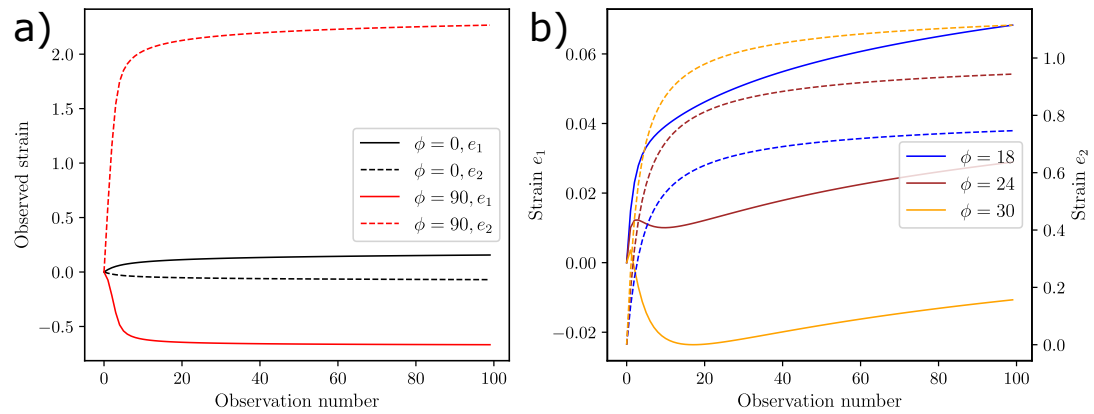 a)
2.5
2.0
1.5
1.0
0.5
0.0
−0.5
0
20
40
60
80
100
Observed strain
Observation number
ϕ = 0, e₁
ϕ = 0, e₂
ϕ = 90, e₁
ϕ = 90, e₂
b)
0.06
0.04
0.02
0.00
−0.02
0
20
40
60
80
100
1.0
0.8
0.6
0.4
0.2
0.0
Strain e₁
Strain e₂
Observation number
ϕ = 18
ϕ = 24
ϕ = 30